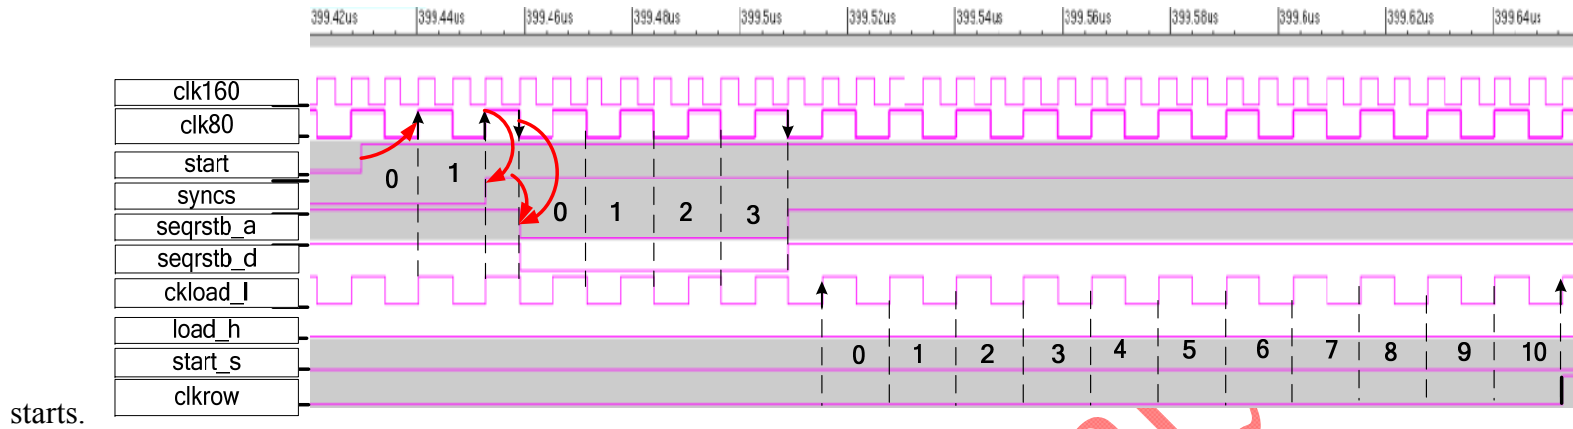 399.42us 399.44us 399.46us 399.48us 399.5us 399.52us 399.54us 399.56us 399.58us 399.6us 399.62us 399.64us
clk160
clk80
start
0 1
syncs
seqrstb_a
0 1 2 3
seqrstb_d
ckload_l
load_h
start_s
0 1 2 3 4 5 6 7 8 9 10
clkrow
starts.